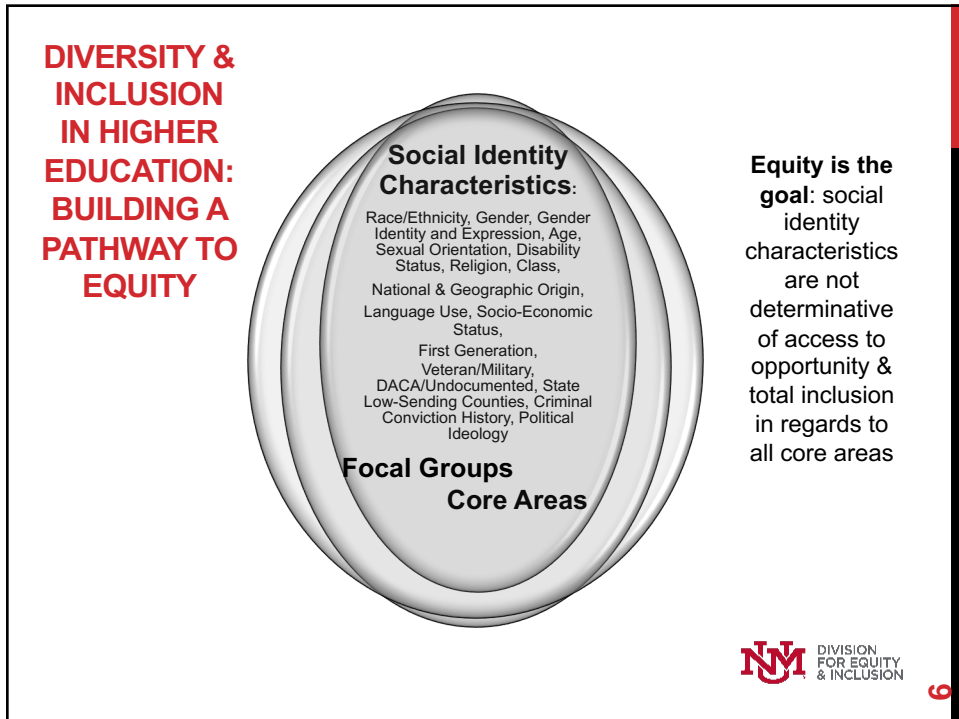 DIVERSITY &
INCLUSION
IN HIGHER
EDUCATION:
BUILDING A
PATHWAY TO
EQUITY
Social Identity
Characteristics:
Race/Ethnicity, Gender, Gender
Identity and Expression, Age,
Sexual Orientation, Disability
Status, Religion, Class,
National & Geographic Origin,
Language Use, Socio-Economic
Status,
First Generation,
Veteran/Military,
DACA/Undocumented, State
Low-Sending Counties, Criminal
Conviction History, Political
Ideology
Focal Groups
Core Areas
Equity is the
goal: social
identity
characteristics
are not
determinative
of access to
opportunity &
total inclusion
in regards to
all core areas
UNM
DIVISION
FOR EQUITY
& INCLUSION
6